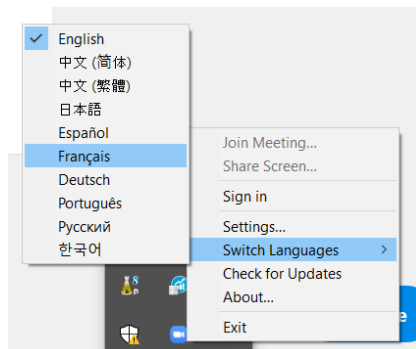 English
中文 (简体)
中文 (繁體)
日本語
Español
Français
Deutsch
Português
Русский
한국어
Join Meeting...
Share Screen...
Sign in
Settings...
Switch Languages
Check for Updates
About...
Exit